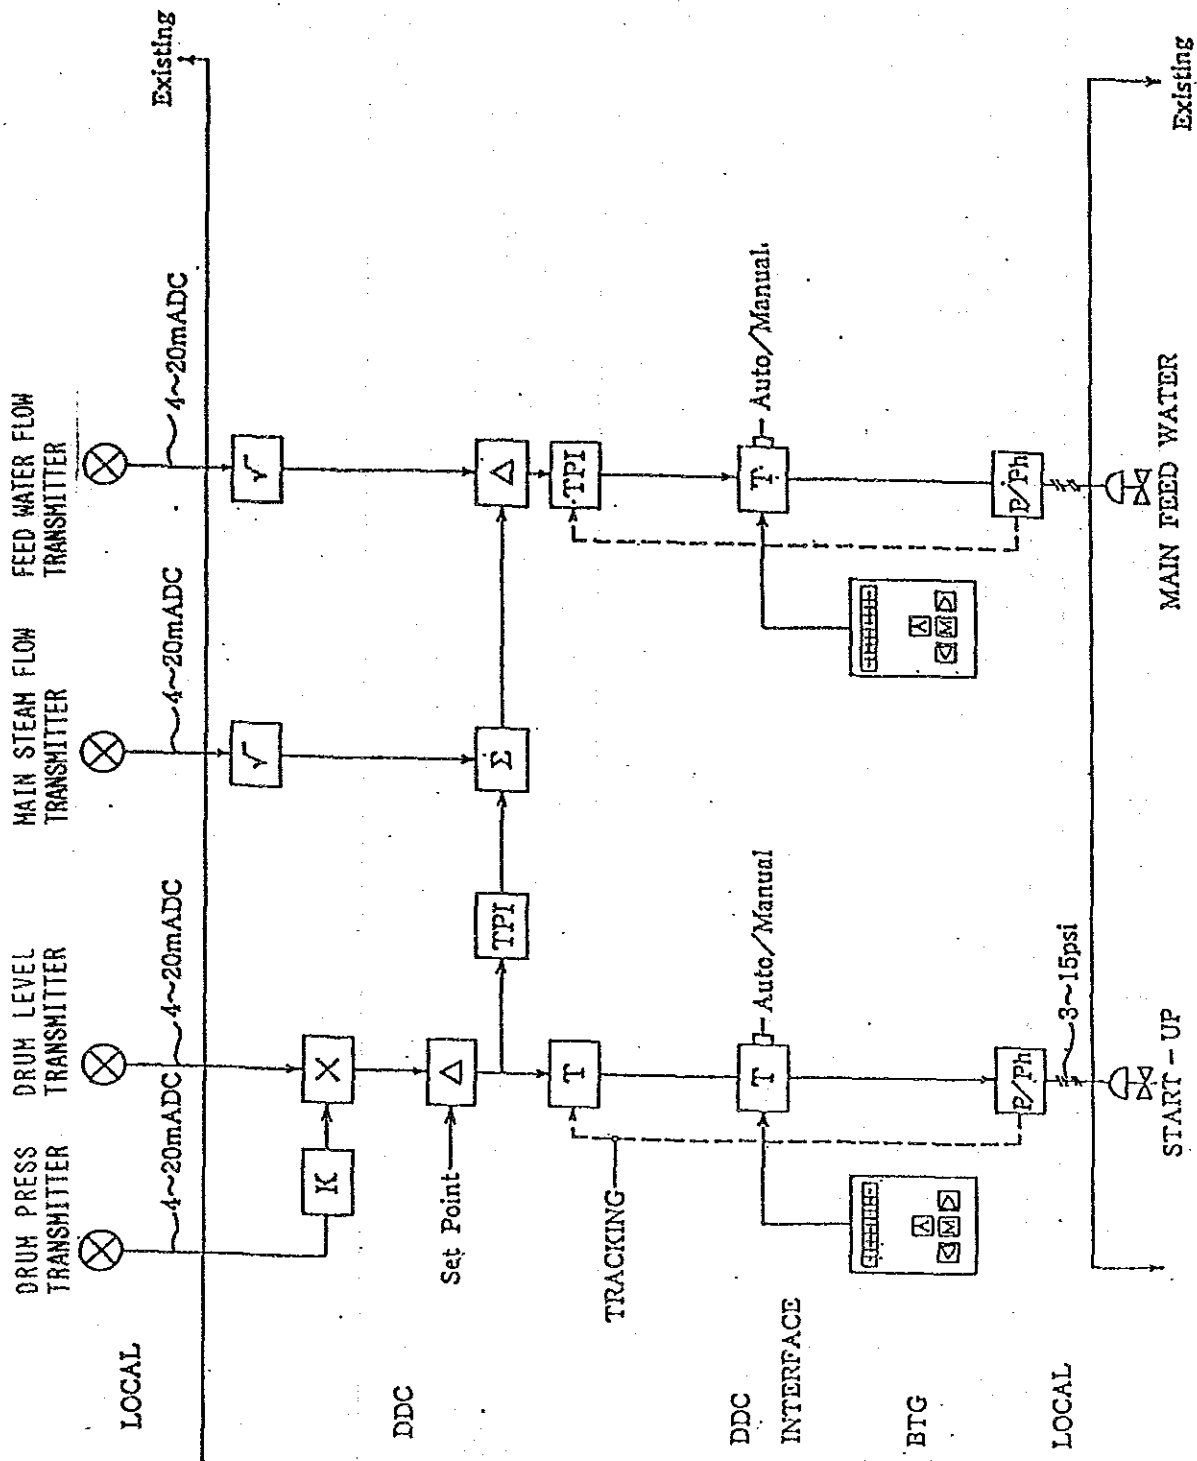 DRUM PRESS
TRANSMITTER
DRUM LEVEL
TRANSMITTER
MAIN STEAM FLOW
TRANSMITTER
FEED WATER FLOW
TRANSMITTER
LOCAL
4~20mADC
4~20mADC
4~20mADC
4~20mADC
Existing
√
√
K
X
DDC
Set Point
Δ
TPI
Σ
Δ
T
TPI
TRACKING
DDC
INTERFACE
T
Auto/Manual
T
Auto/Manual
BTG
A
M
A
M
LOCAL
P/Ph
3~15psi
P/Ph
START-UP
MAIN FEED WATER
Existing